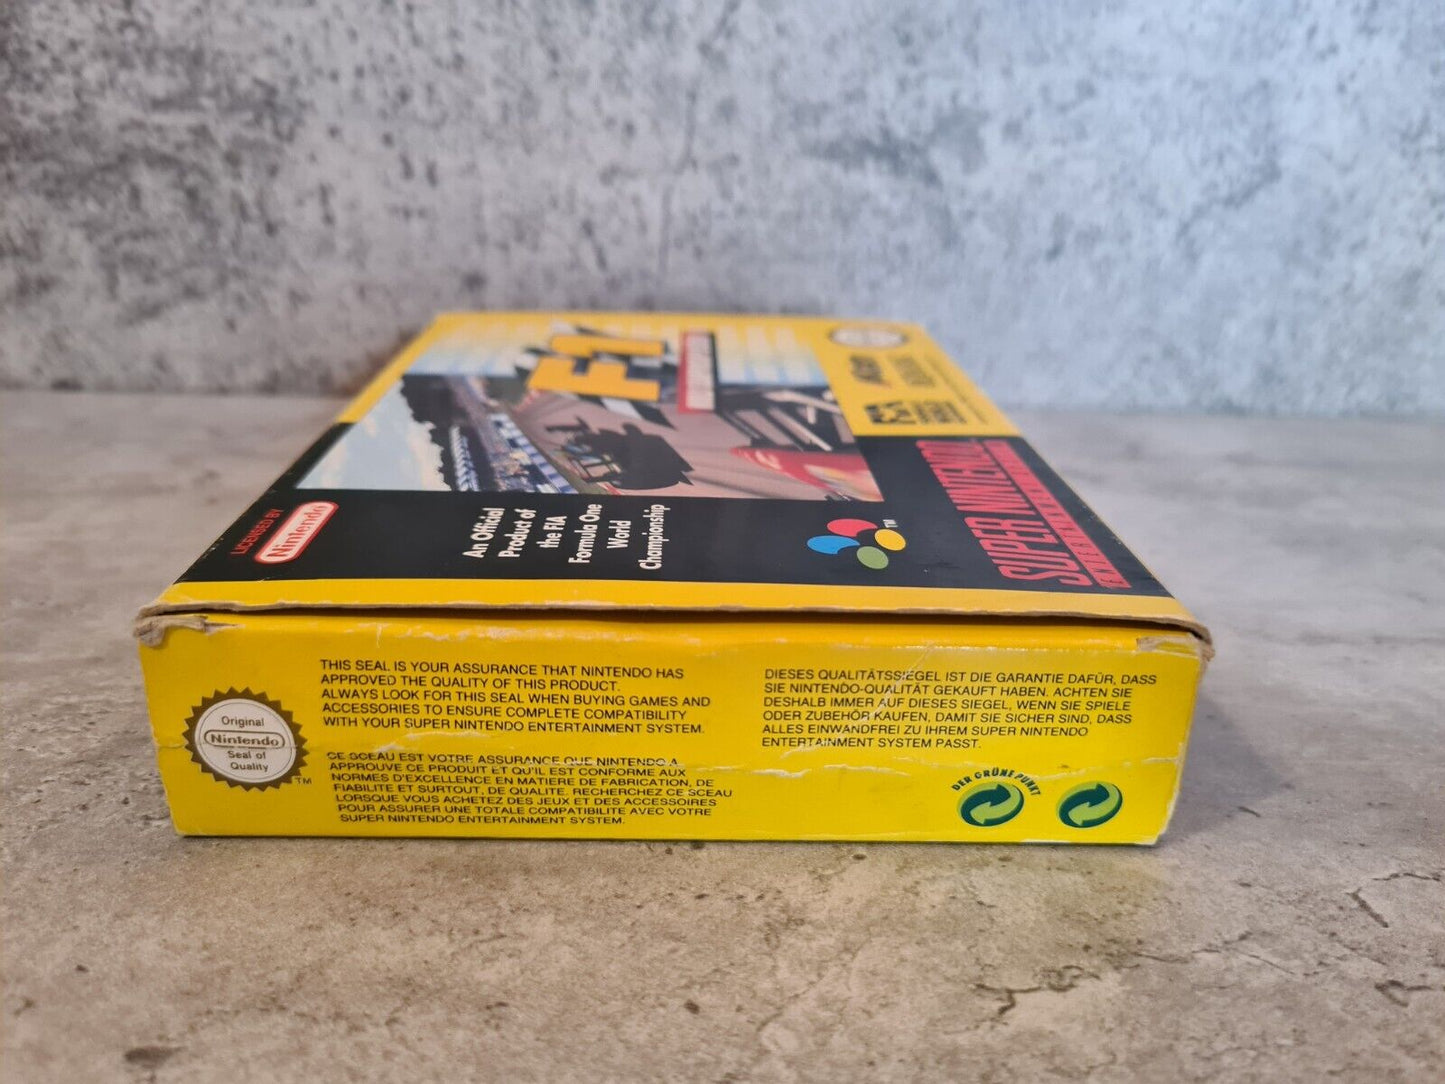 F1
LICENSED BY
Nintendo
An Official
Product of
the FIA
Formula One
World
Championship
TM
SUPER NINTENDO
THIS SEAL IS YOUR ASSURANCE THAT NINTENDO HAS
APPROVED THE QUALITY OF THIS PRODUCT.
ALWAYS LOOK FOR THIS SEAL WHEN BUYING GAMES AND
ACCESSORIES TO ENSURE COMPLETE COMPATIBILITY
WITH YOUR SUPER NINTENDO ENTERTAINMENT SYSTEM.
Original
Nintendo
Seal of
Quality
TM
CE SCEAU EST VOTRE ASSURANCE QUE NINTENDO A
APPROUVE CE PRODUIT ET QU'IL EST CONFORME AUX
NORMES D'EXCELLENCE EN MATIERE DE FABRICATION, DE
FIABILITE ET SURTOUT, DE QUALITE. RECHERCHEZ CE SCEAU
LORSQUE VOUS ACHETEZ DES JEUX ET DES ACCESSOIRES
POUR ASSURER UNE TOTALE COMPATIBILITE AVEC VOTRE
SUPER NINTENDO ENTERTAINMENT SYSTEM.
DIESES QUALITÄTSSIEGEL IST DIE GARANTIE DAFÜR, DASS
SIE NINTENDO-QUALITÄT GEKAUFT HABEN. ACHTEN SIE
DESHALB IMMER AUF DIESES SIEGEL, WENN SIE SPIELE
ODER ZUBEHÖR KAUFEN, DAMIT SIE SICHER SIND, DASS
ALLES EINWANDFREI ZU IHREM SUPER NINTENDO
ENTERTAINMENT SYSTEM PASST.
DER GRÜNE PUNKT